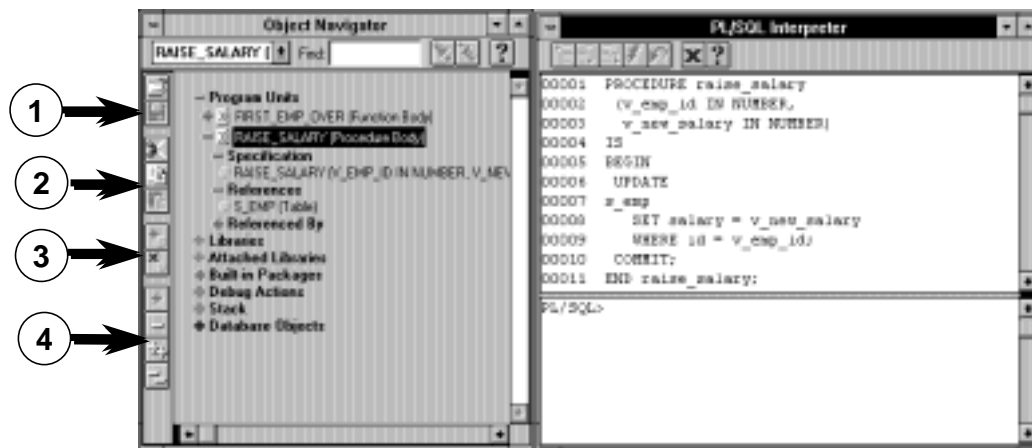 Object Navigator
RAISE_SALARY (
Find:
?
1
2
3
4
Program Units
FIRST_EMP_OVER (Function Body)
RAISE_SALARY (Procedure Body)
Specification
RAISE_SALARY (V_EMP_ID IN NUMBER, V_NEW
References
S_EMP (Table)
Referenced By
Libraries
Attached Libraries
Built-in Packages
Debug Actions
Stack
Database Objects
PL/SQL Interpreter
?
00001 PROCEDURE raise_salary
00002 (v_emp_id IN NUMBER,
00003 v_new_salary IN NUMBER)
00004 IS
00005 BEGIN
00006 UPDATE
00007 s_emp
00008 SET salary = v_new_salary
00009 WHERE id = v_emp_id;
00010 COMMIT;
00011 END raise_salary;
PL/SQL>